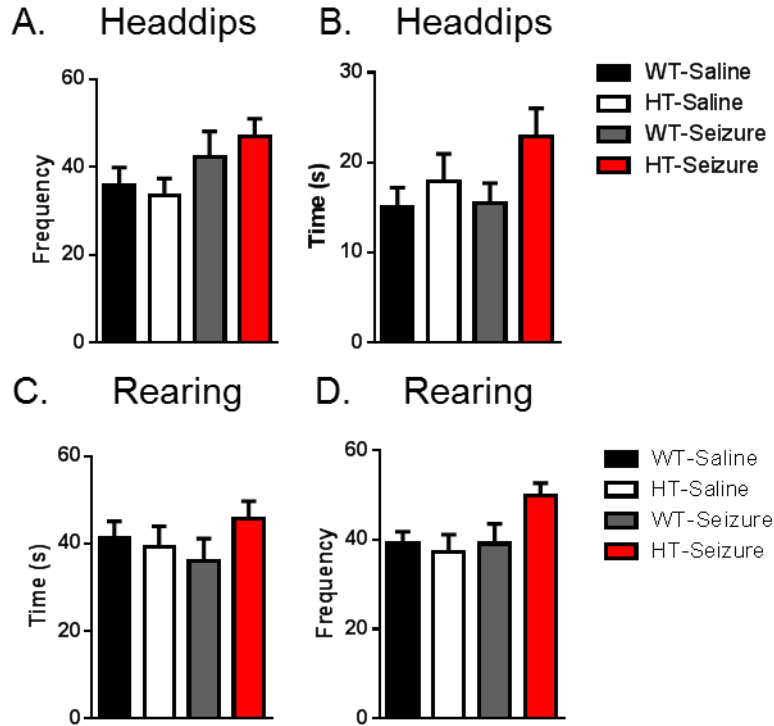 A. Headdips
B. Headdips
60
40
20
0
Frequency
30
20
10
0
Time (s)
WT-Saline
HT-Saline
WT-Seizure
HT-Seizure
C. Rearing
D. Rearing
60
40
20
0
Time (s)
60
40
20
0
Frequency
WT-Saline
HT-Saline
WT-Seizure
HT-Seizure